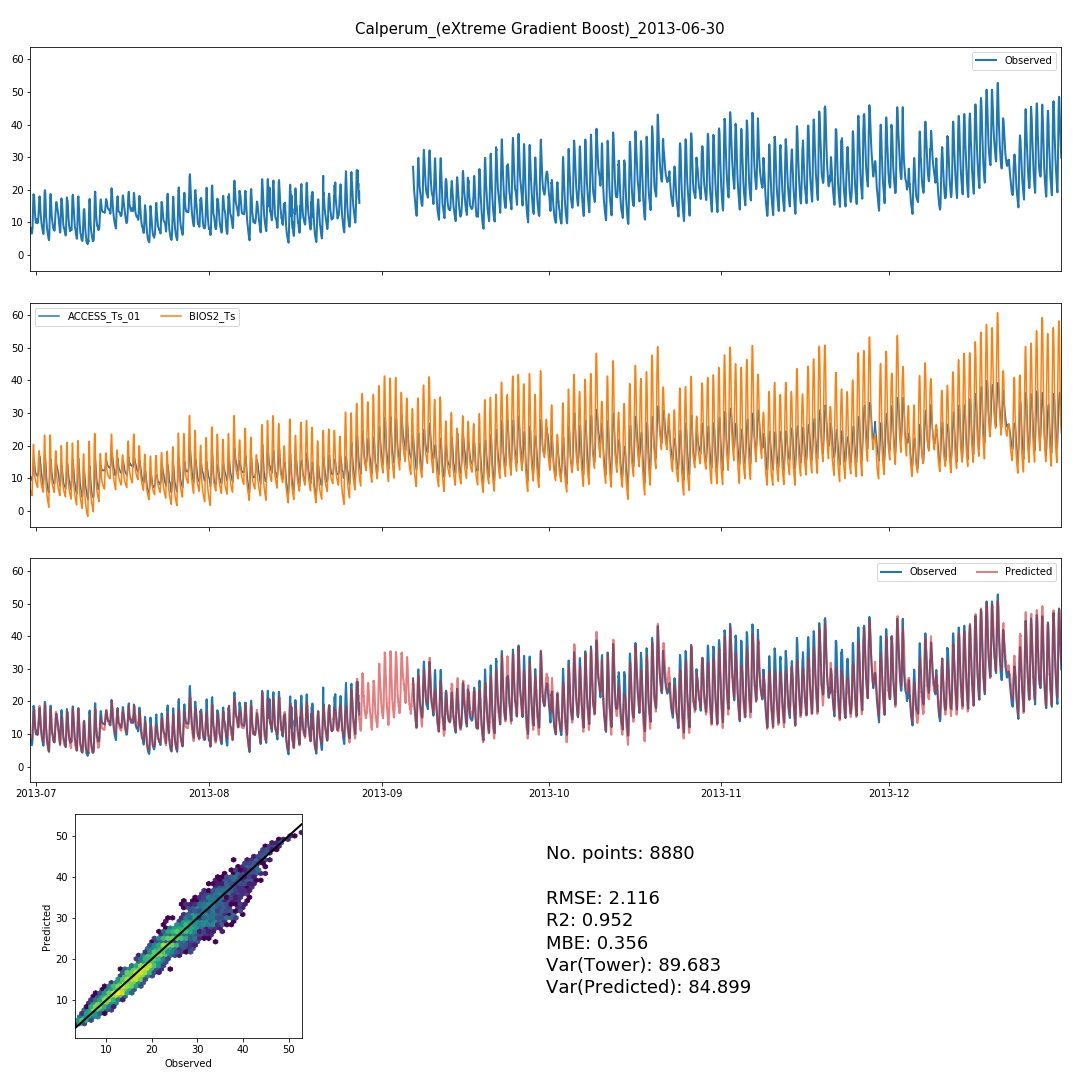 Calperum_(eXtreme Gradient Boost)_2013-06-30
Observed
60
50
40
30
20
10
0
ACCESS_Ts_01 BIOS2_Ts
60
50
40
30
20
10
0
Observed Predicted
60
50
40
30
20
10
0
2013-07 2013-08 2013-09 2013-10 2013-11 2013-12
50
40
30
20
10
Predicted
10 20 30 40 50
Observed
No. points: 8880
RMSE: 2.116
R2: 0.952
MBE: 0.356
Var(Tower): 89.683
Var(Predicted): 84.899